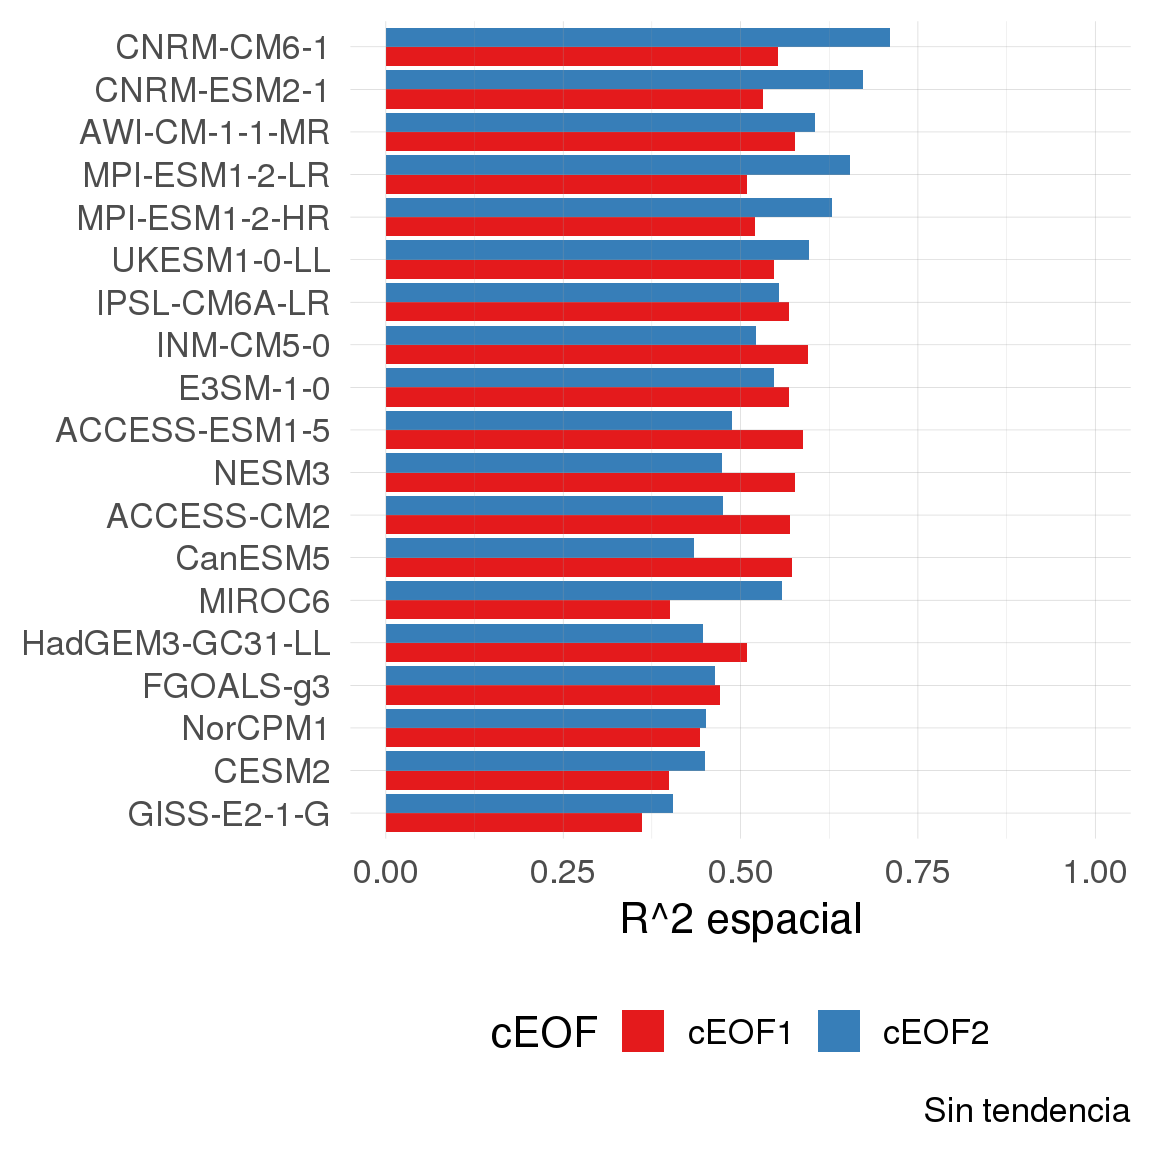 CNRM-CM6-1
CNRM-ESM2-1
AWI-CM-1-1-MR
MPI-ESM1-2-LR
MPI-ESM1-2-HR
UKESM1-0-LL
IPSL-CM6A-LR
INM-CM5-0
E3SM-1-0
ACCESS-ESM1-5
NESM3
ACCESS-CM2
CanESM5
MIROC6
HadGEM3-GC31-LL
FGOALS-g3
NorCPM1
CESM2
GISS-E2-1-G
0.00 0.25 0.50 0.75 1.00
R^2 espacial
cEOF cEOF1 cEOF2
Sin tendencia